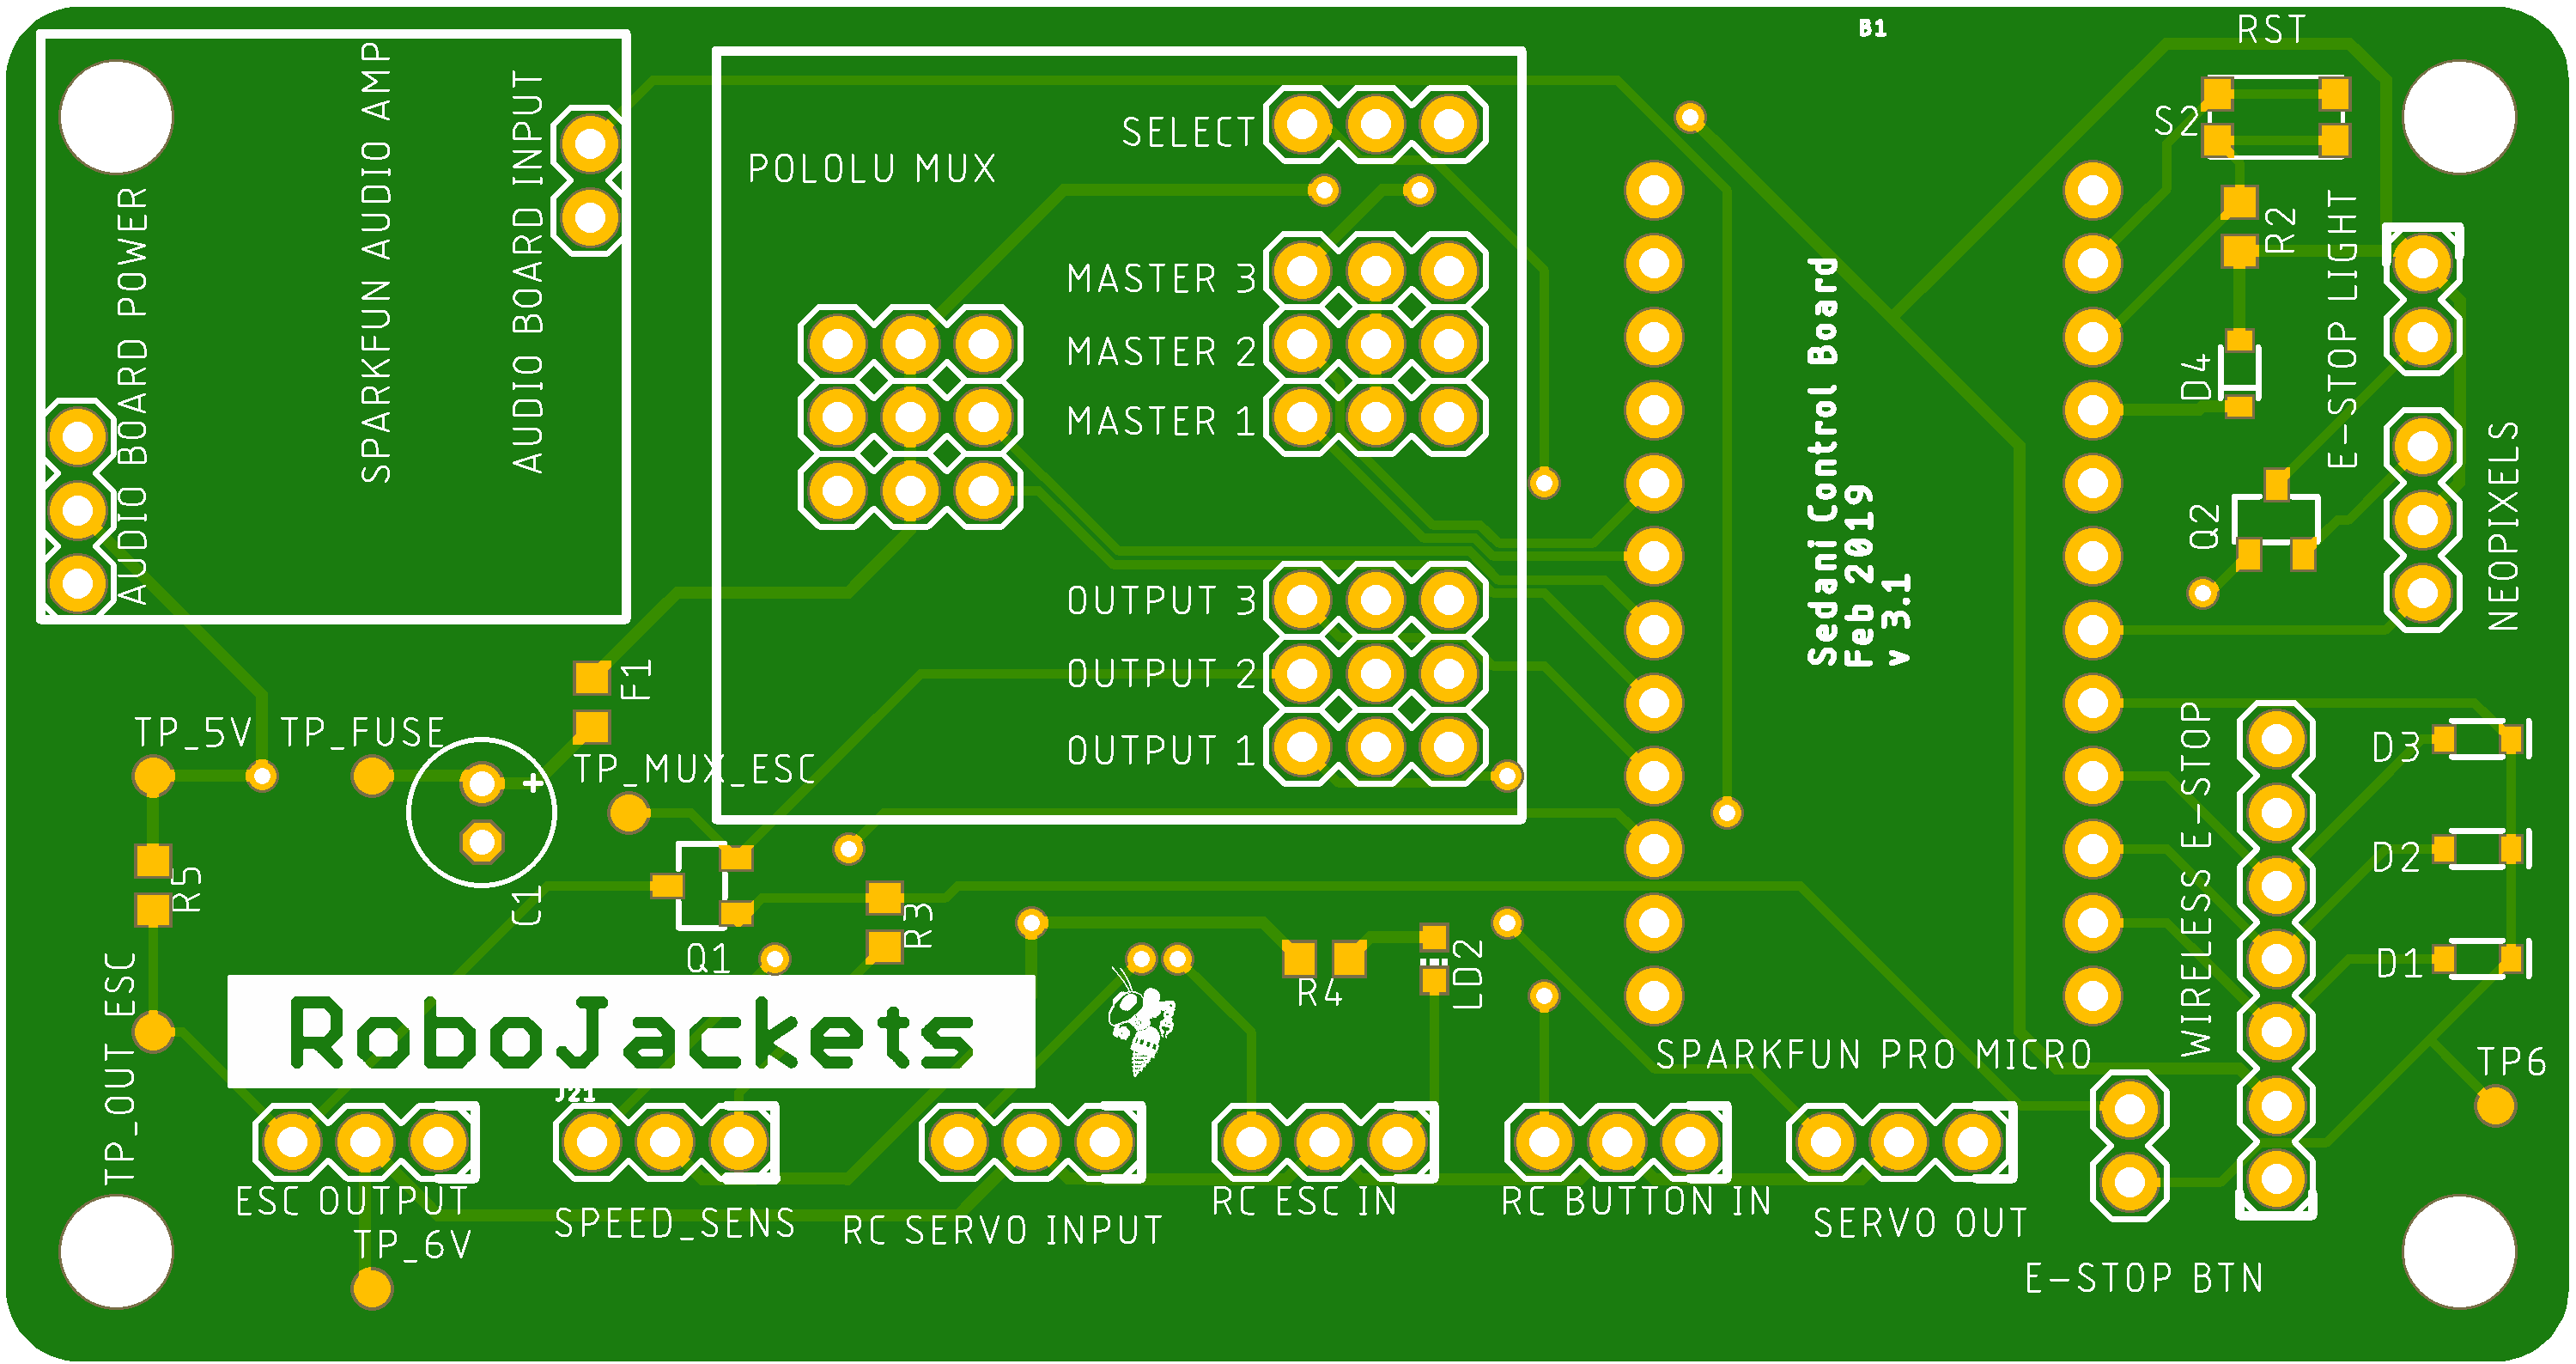 B1
RST
SPARKFUN AUDIO AMP
AUDIO BOARD INPUT
AUDIO BOARD POWER
POLOLU MUX
SELECT
S2
R2
E-STOP LIGHT
MASTER 3
MASTER 2
MASTER 1
D4
Sedani Control Board
Feb 2019
v 3.1
Q2
NEOPIXELS
OUTPUT 3
OUTPUT 2
OUTPUT 1
F1
TP_5V
TP_FUSE
TP_MUX_ESC
+
WIRELESS E-STOP
D3
D2
D1
R5
C1
R3
Q1
R4
LD2
TP_OUT_ESC
RoboJackets
SPARKFUN PRO MICRO
TP6
J21
ESC OUTPUT
SPEED_SENS
RC SERVO INPUT
RC ESC IN
RC BUTTON IN
SERVO OUT
TP_6V
E-STOP BTN